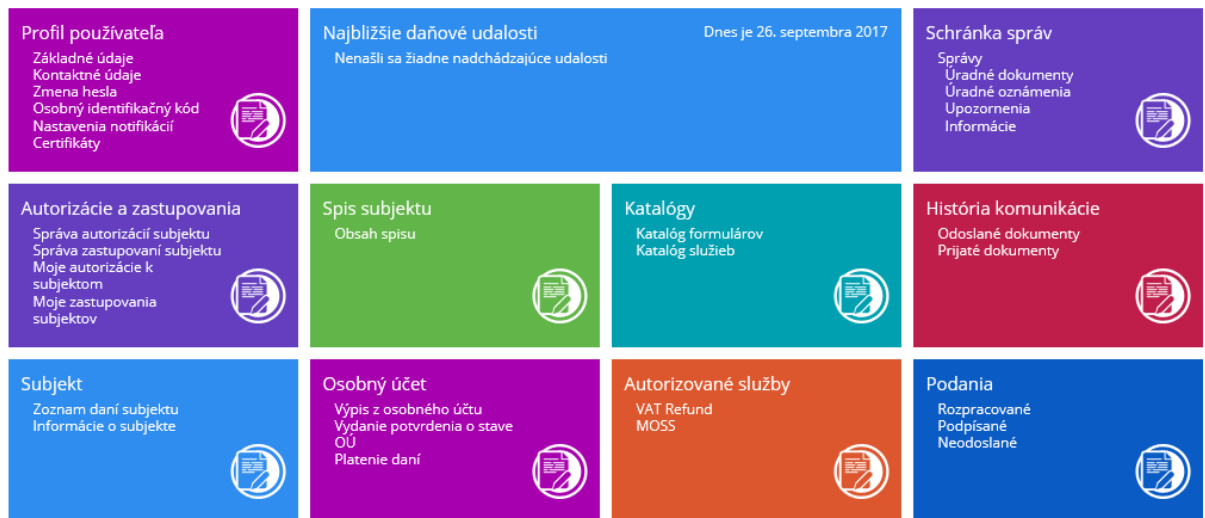 Profil používateľa
Základné údaje
Kontaktné údaje
Zmena hesla
Osobný identifikačný kód
Nastavenia notifikácií
Certifikáty
Najbližšie daňové udalosti
Dnes je 26. septembra 2017
Nenašli sa žiadne nadchádzajúce udalosti
Schránka správ
Správy
Úradné dokumenty
Úradné oznámenia
Upozornenia
Informácie
Autorizácie a zastupovania
Správa autorizácií subjektu
Správa zastupovaní subjektu
Moje autorizácie k
subjektom
Moje zastupovania
subjektov
Spis subjektu
Obsah spisu
Katalógy
Katalóg formulárov
Katalóg služieb
História komunikácie
Odoslané dokumenty
Prijaté dokumenty
Subjekt
Zoznam daní subjektu
Informácie o subjekte
Osobný účet
Výpis z osobného účtu
Vydanie potvrdenia o stave
OÚ
Platenie daní
Autorizované služby
VAT Refund
MOSS
Podania
Rozpracované
Podpísané
Neodoslané